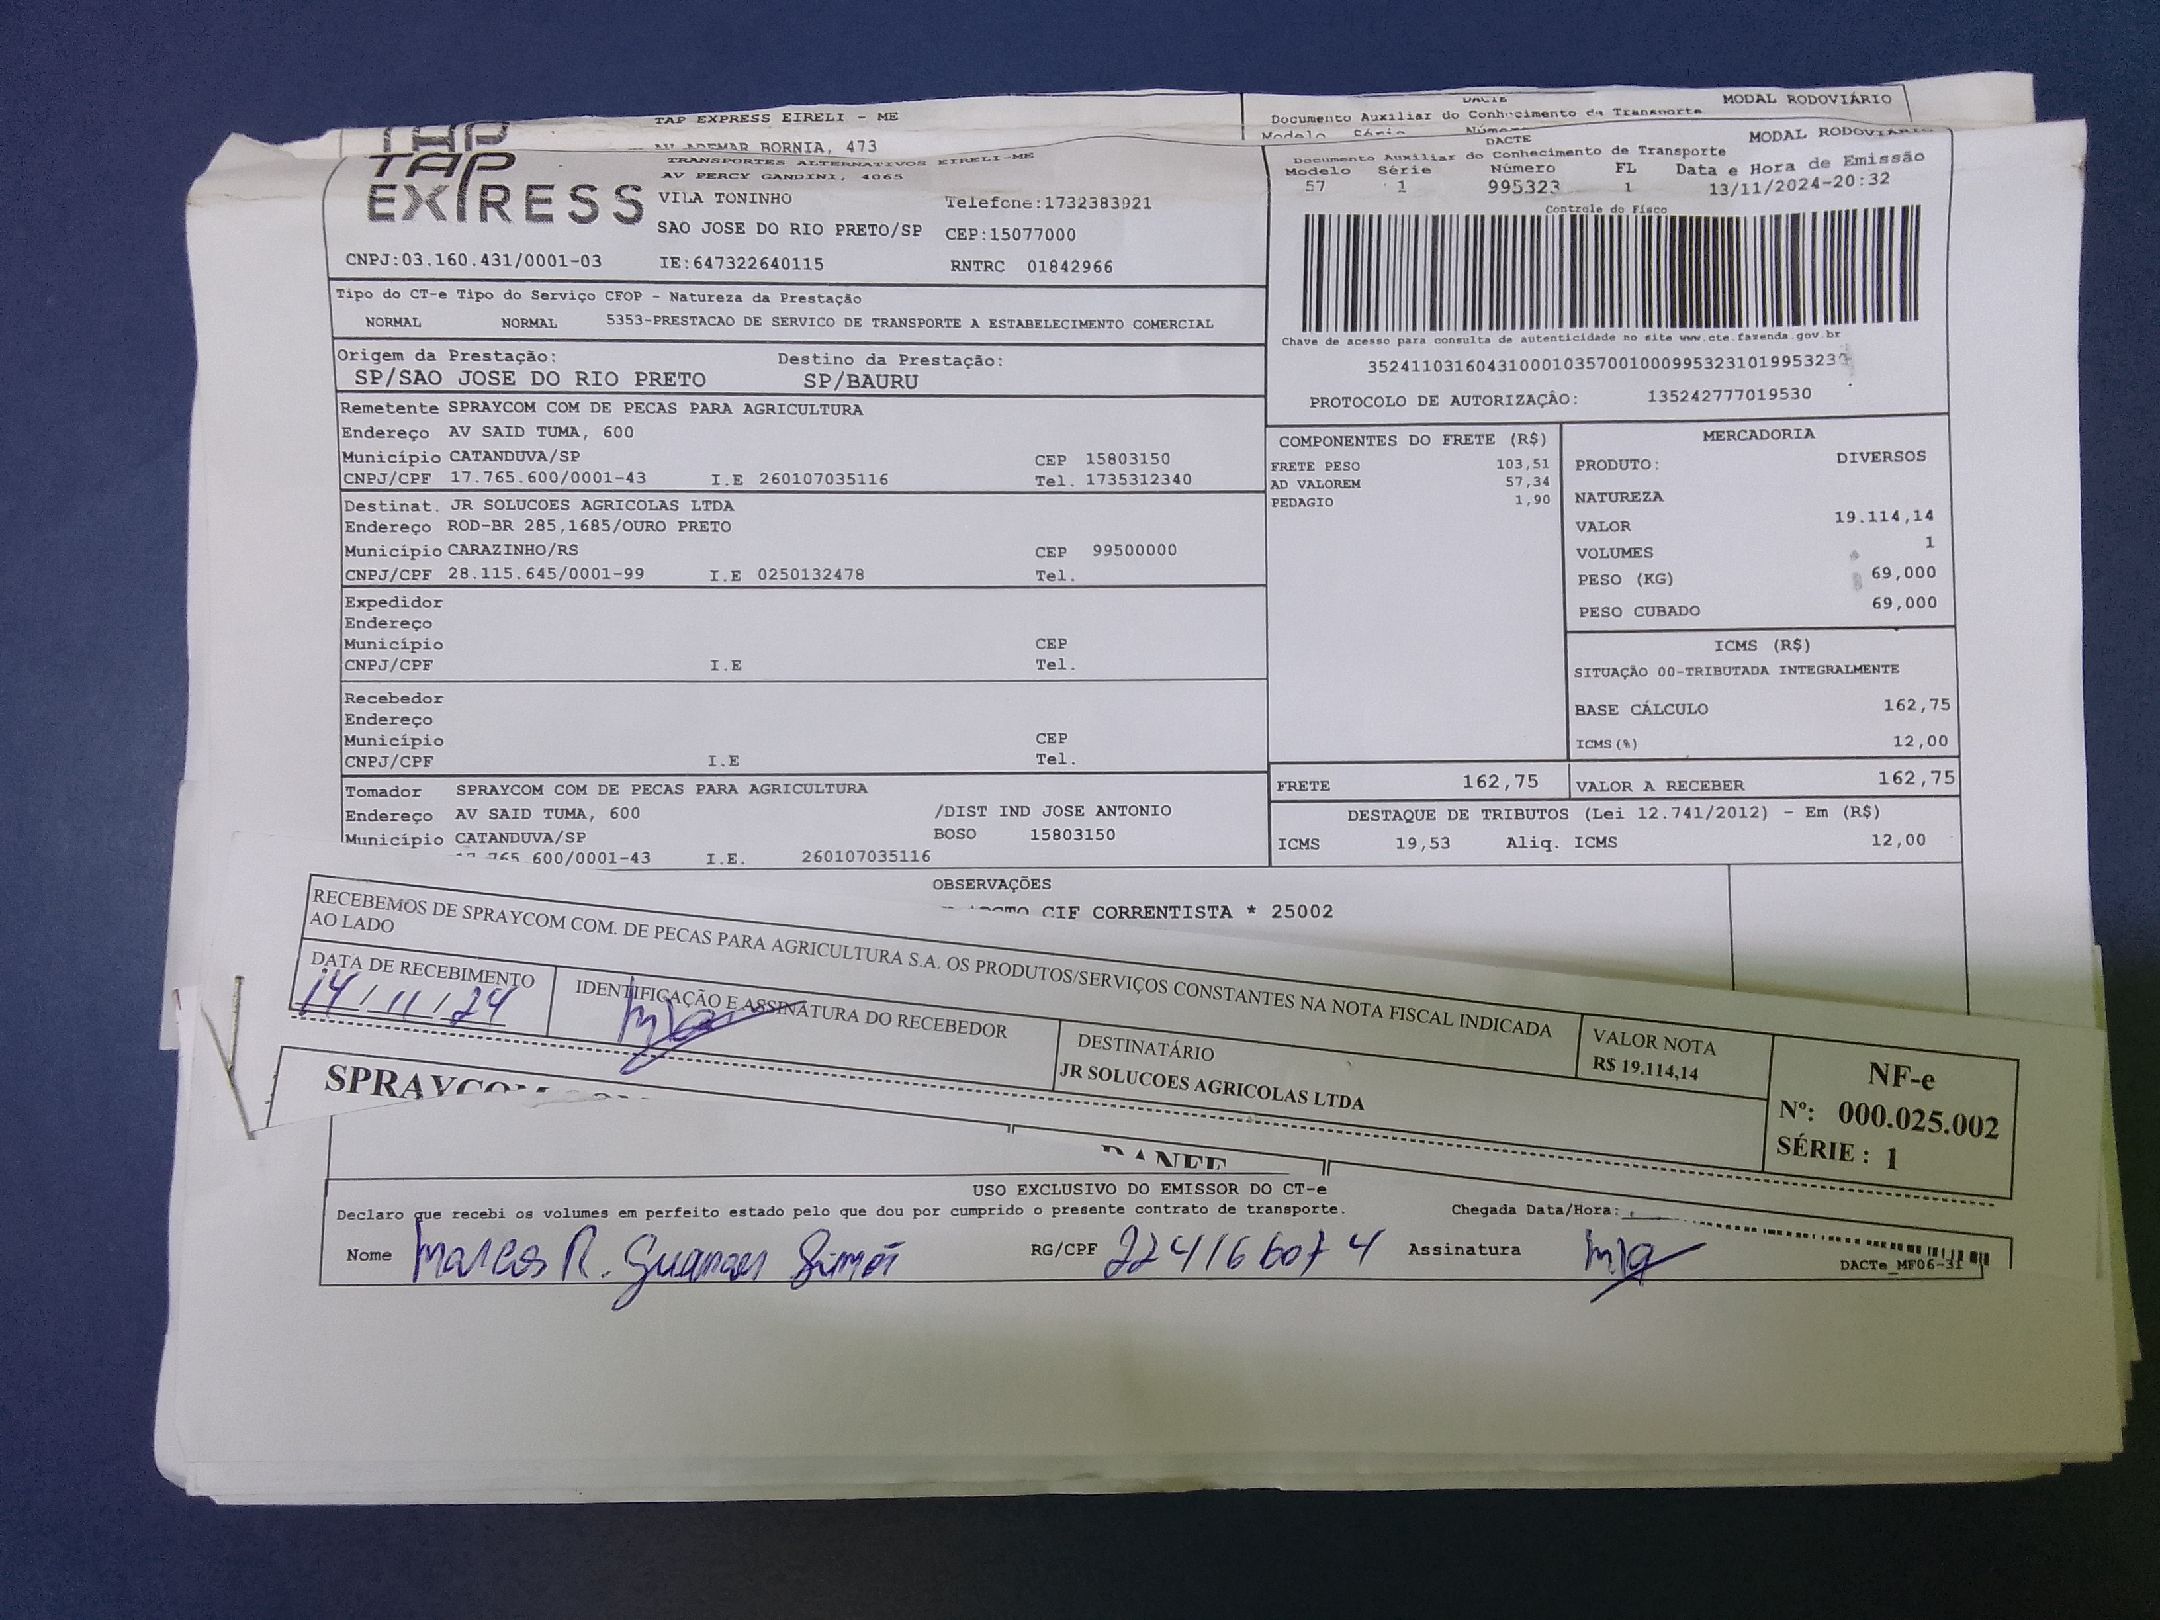 TAP EXPRESS EIRELI - ME
AV ADEMAR BORNIA, 473
DACTE
Documento Auxiliar do Conhecimento de Transporte
MODAL RODOVIÁRIO
Modelo Série Número
TAP
TAP
EXPRESS
TRANSPORTES ALTERNATIVOS EIRELI-ME
AV PERCY GANDINI, 4065
VILA TONINHO Telefone:1732383921
SAO JOSE DO RIO PRETO/SP CEP:15077000
CNPJ:03.160.431/0001-03 IE:647322640115 RNTRC 01842966
DACTE MODAL RODOVIÁRIO
Documento Auxiliar do Conhecimento de Transporte
Modelo Série Número FL Data e Hora de Emissão
57 1 995323 1 13/11/2024-20:32
Controle do Fisco
Chave de acesso para consulta de autenticidade no site www.cte.fazenda.gov.br
PROTOCOLO DE AUTORIZAÇÃO: 135242777019530
Tipo do CT-e Tipo do Serviço CFOP - Natureza da Prestação
NORMAL NORMAL 5353-PRESTACAO DE SERVICO DE TRANSPORTE A ESTABELECIMENTO COMERCIAL
Origem da Prestação: Destino da Prestação:
SP/SAO JOSE DO RIO PRETO SP/BAURU
Remetente SPRAYCOM COM DE PECAS PARA AGRICULTURA
Endereço AV SAID TUMA, 600
Município CATANDUVA/SP CEP 15803150
CNPJ/CPF 17.765.600/0001-43 I.E 260107035116 Tel. 1735312340
Destinat. JR SOLUCOES AGRICOLAS LTDA
Endereço ROD-BR 285,1685/OURO PRETO
Município CARAZINHO/RS CEP 99500000
CNPJ/CPF 28.115.645/0001-99 I.E 0250132478 Tel.
Expedidor
Endereço
Município CEP
CNPJ/CPF I.E Tel.
Recebedor
Endereço
Município CEP
CNPJ/CPF I.E Tel.
Tomador SPRAYCOM COM DE PECAS PARA AGRICULTURA
Endereço AV SAID TUMA, 600 /DIST IND JOSE ANTONIO
Município CATANDUVA/SP BOSO 15803150
17.765.600/0001-43 I.E. 260107035116
COMPONENTES DO FRETE (R$)
FRETE PESO 103,51
AD VALOREM 57,34
PEDAGIO 1,90
MERCADORIA
PRODUTO: DIVERSOS
NATUREZA
VALOR 19.114,14
VOLUMES 1
PESO (KG) 69,000
PESO CUBADO 69,000
ICMS (R$)
SITUAÇÃO 00-TRIBUTADA INTEGRALMENTE
BASE CÁLCULO 162,75
ICMS(%) 12,00
FRETE 162,75 VALOR A RECEBER 162,75
DESTAQUE DE TRIBUTOS (Lei 12.741/2012) - Em (R$)
ICMS 19,53 Aliq. ICMS 12,00
OBSERVAÇÕES
CIF CORRENTISTA * 25002
RECEBEMOS DE SPRAYCOM COM. DE PECAS PARA AGRICULTURA S.A. OS PRODUTOS/SERVIÇOS CONSTANTES NA NOTA FISCAL INDICADA
AO LADO
DATA DE RECEBIMENTO
14/11/24
IDENTIFICAÇÃO E ASSINATURA DO RECEBEDOR
DESTINATÁRIO
JR SOLUCOES AGRICOLAS LTDA
VALOR NOTA
R$ 19.114,14
NF-e
Nº: 000.025.002
SÉRIE : 1
SPRAYCOM
DANFE
USO EXCLUSIVO DO EMISSOR DO CT-e
Declaro que recebi os volumes em perfeito estado pelo que dou por cumprido o presente contrato de transporte. Chegada Data/Hora:
Nome Marcos R. RG/CPF 224166074 Assinatura
DACTe_MF06-31